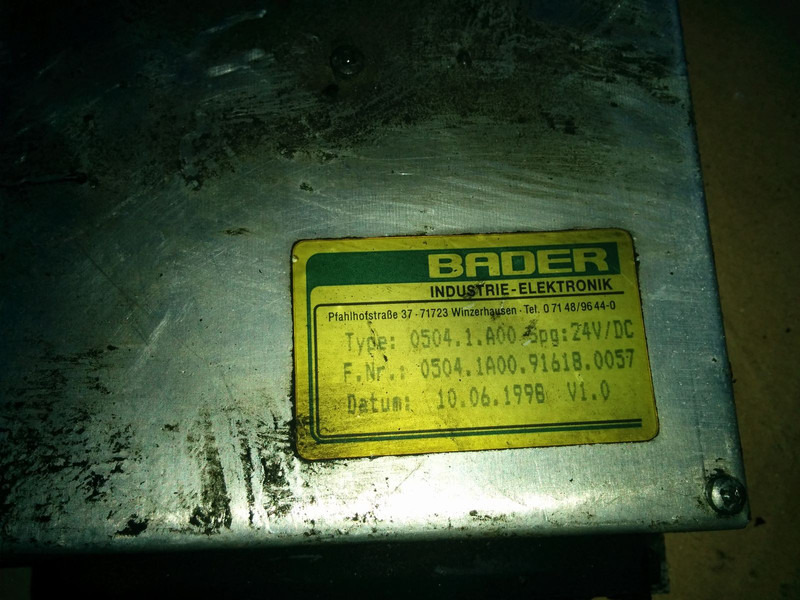 BADER
INDUSTRIE-ELEKTRONIK
Pfahlhofstraße 37 · 71723 Winzerhausen · Tel. 0 71 48/96 44-0
Type: 0504.1.A00 Spg:24V/DC
F.Nr.: 0504.1A00.91618.0057
Datum: 10.06.1998 V1.0